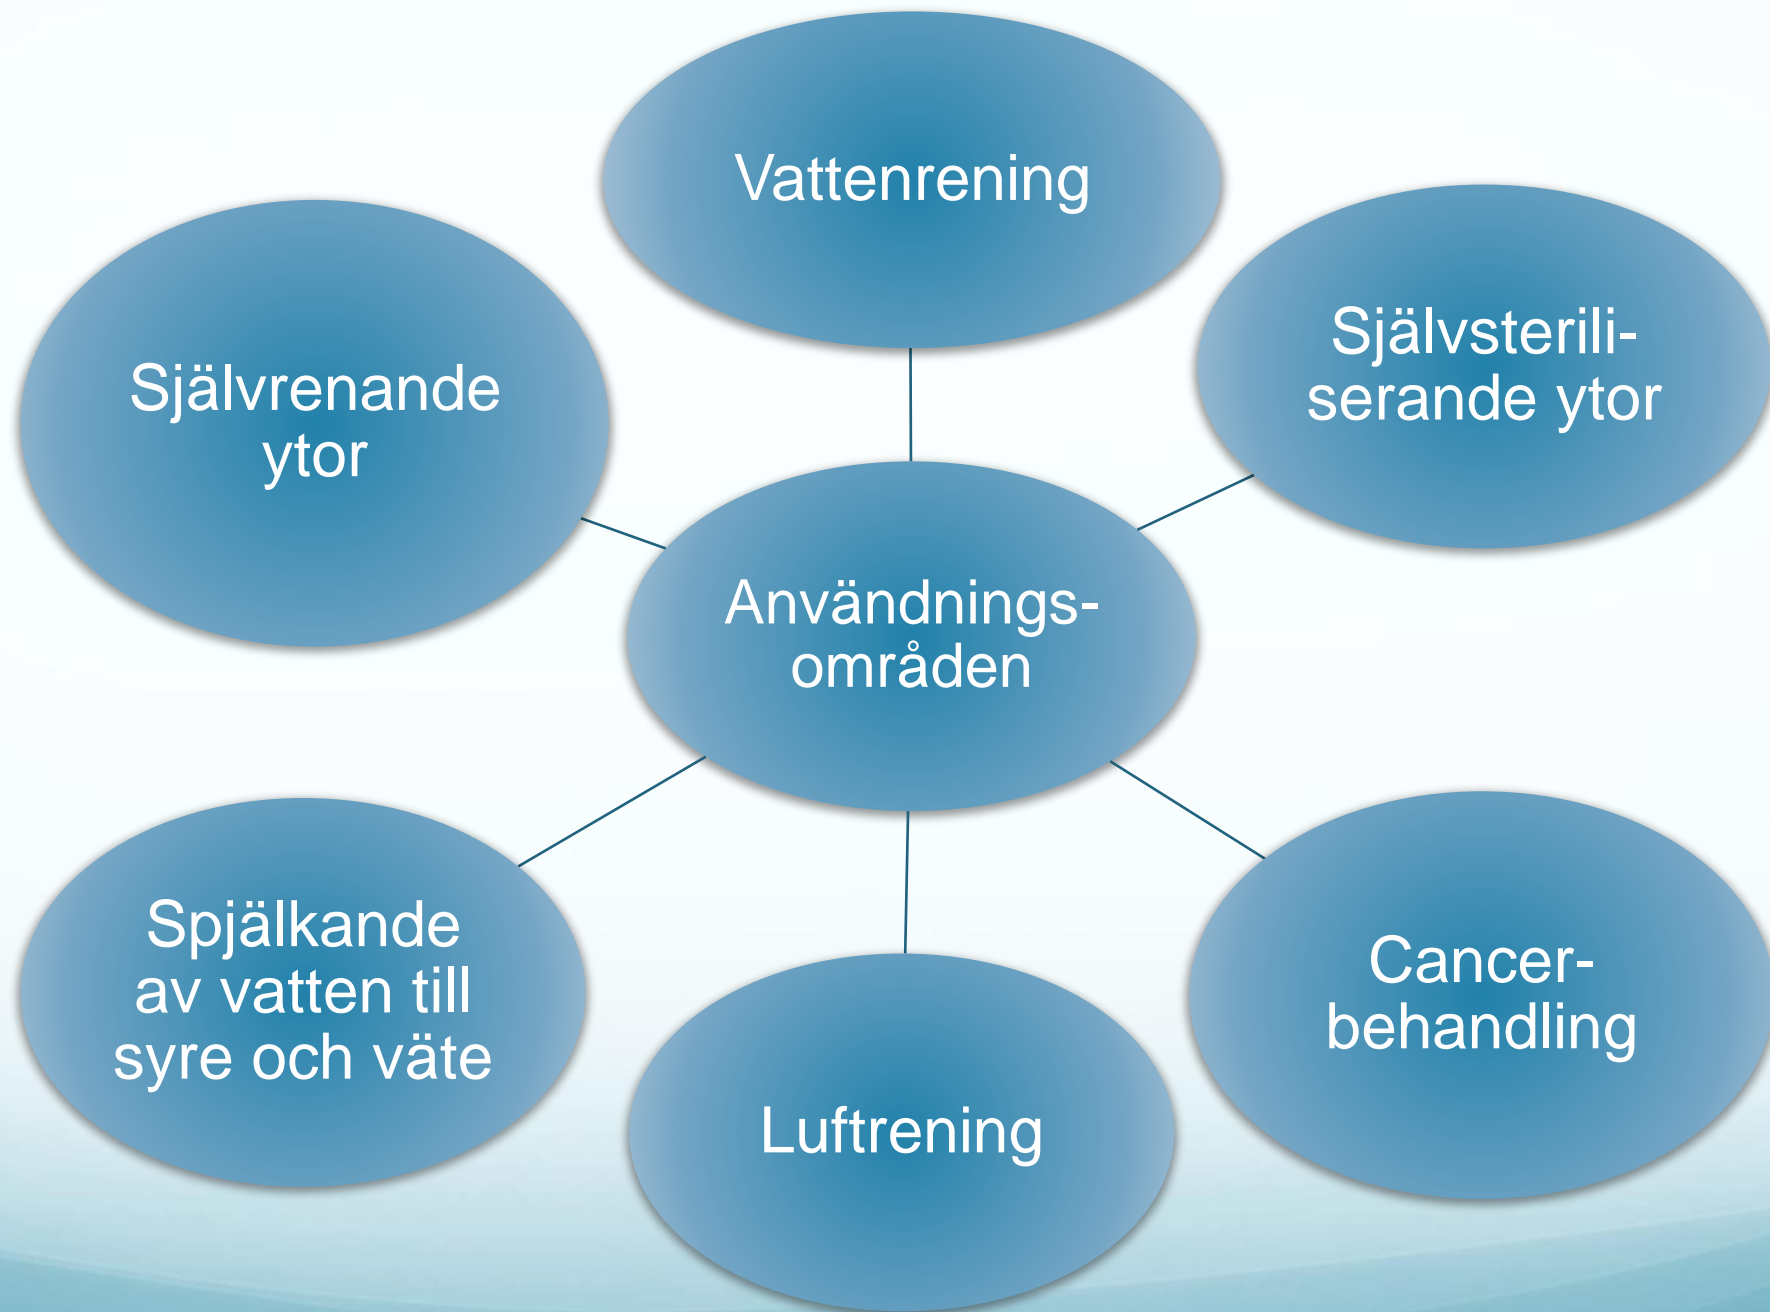 Vattenrening
Självsterili-
serande ytor
Självrenande
ytor
Användnings-
områden
Spjälkande
av vatten till
syre och väte
Cancer-
behandling
Luftrening